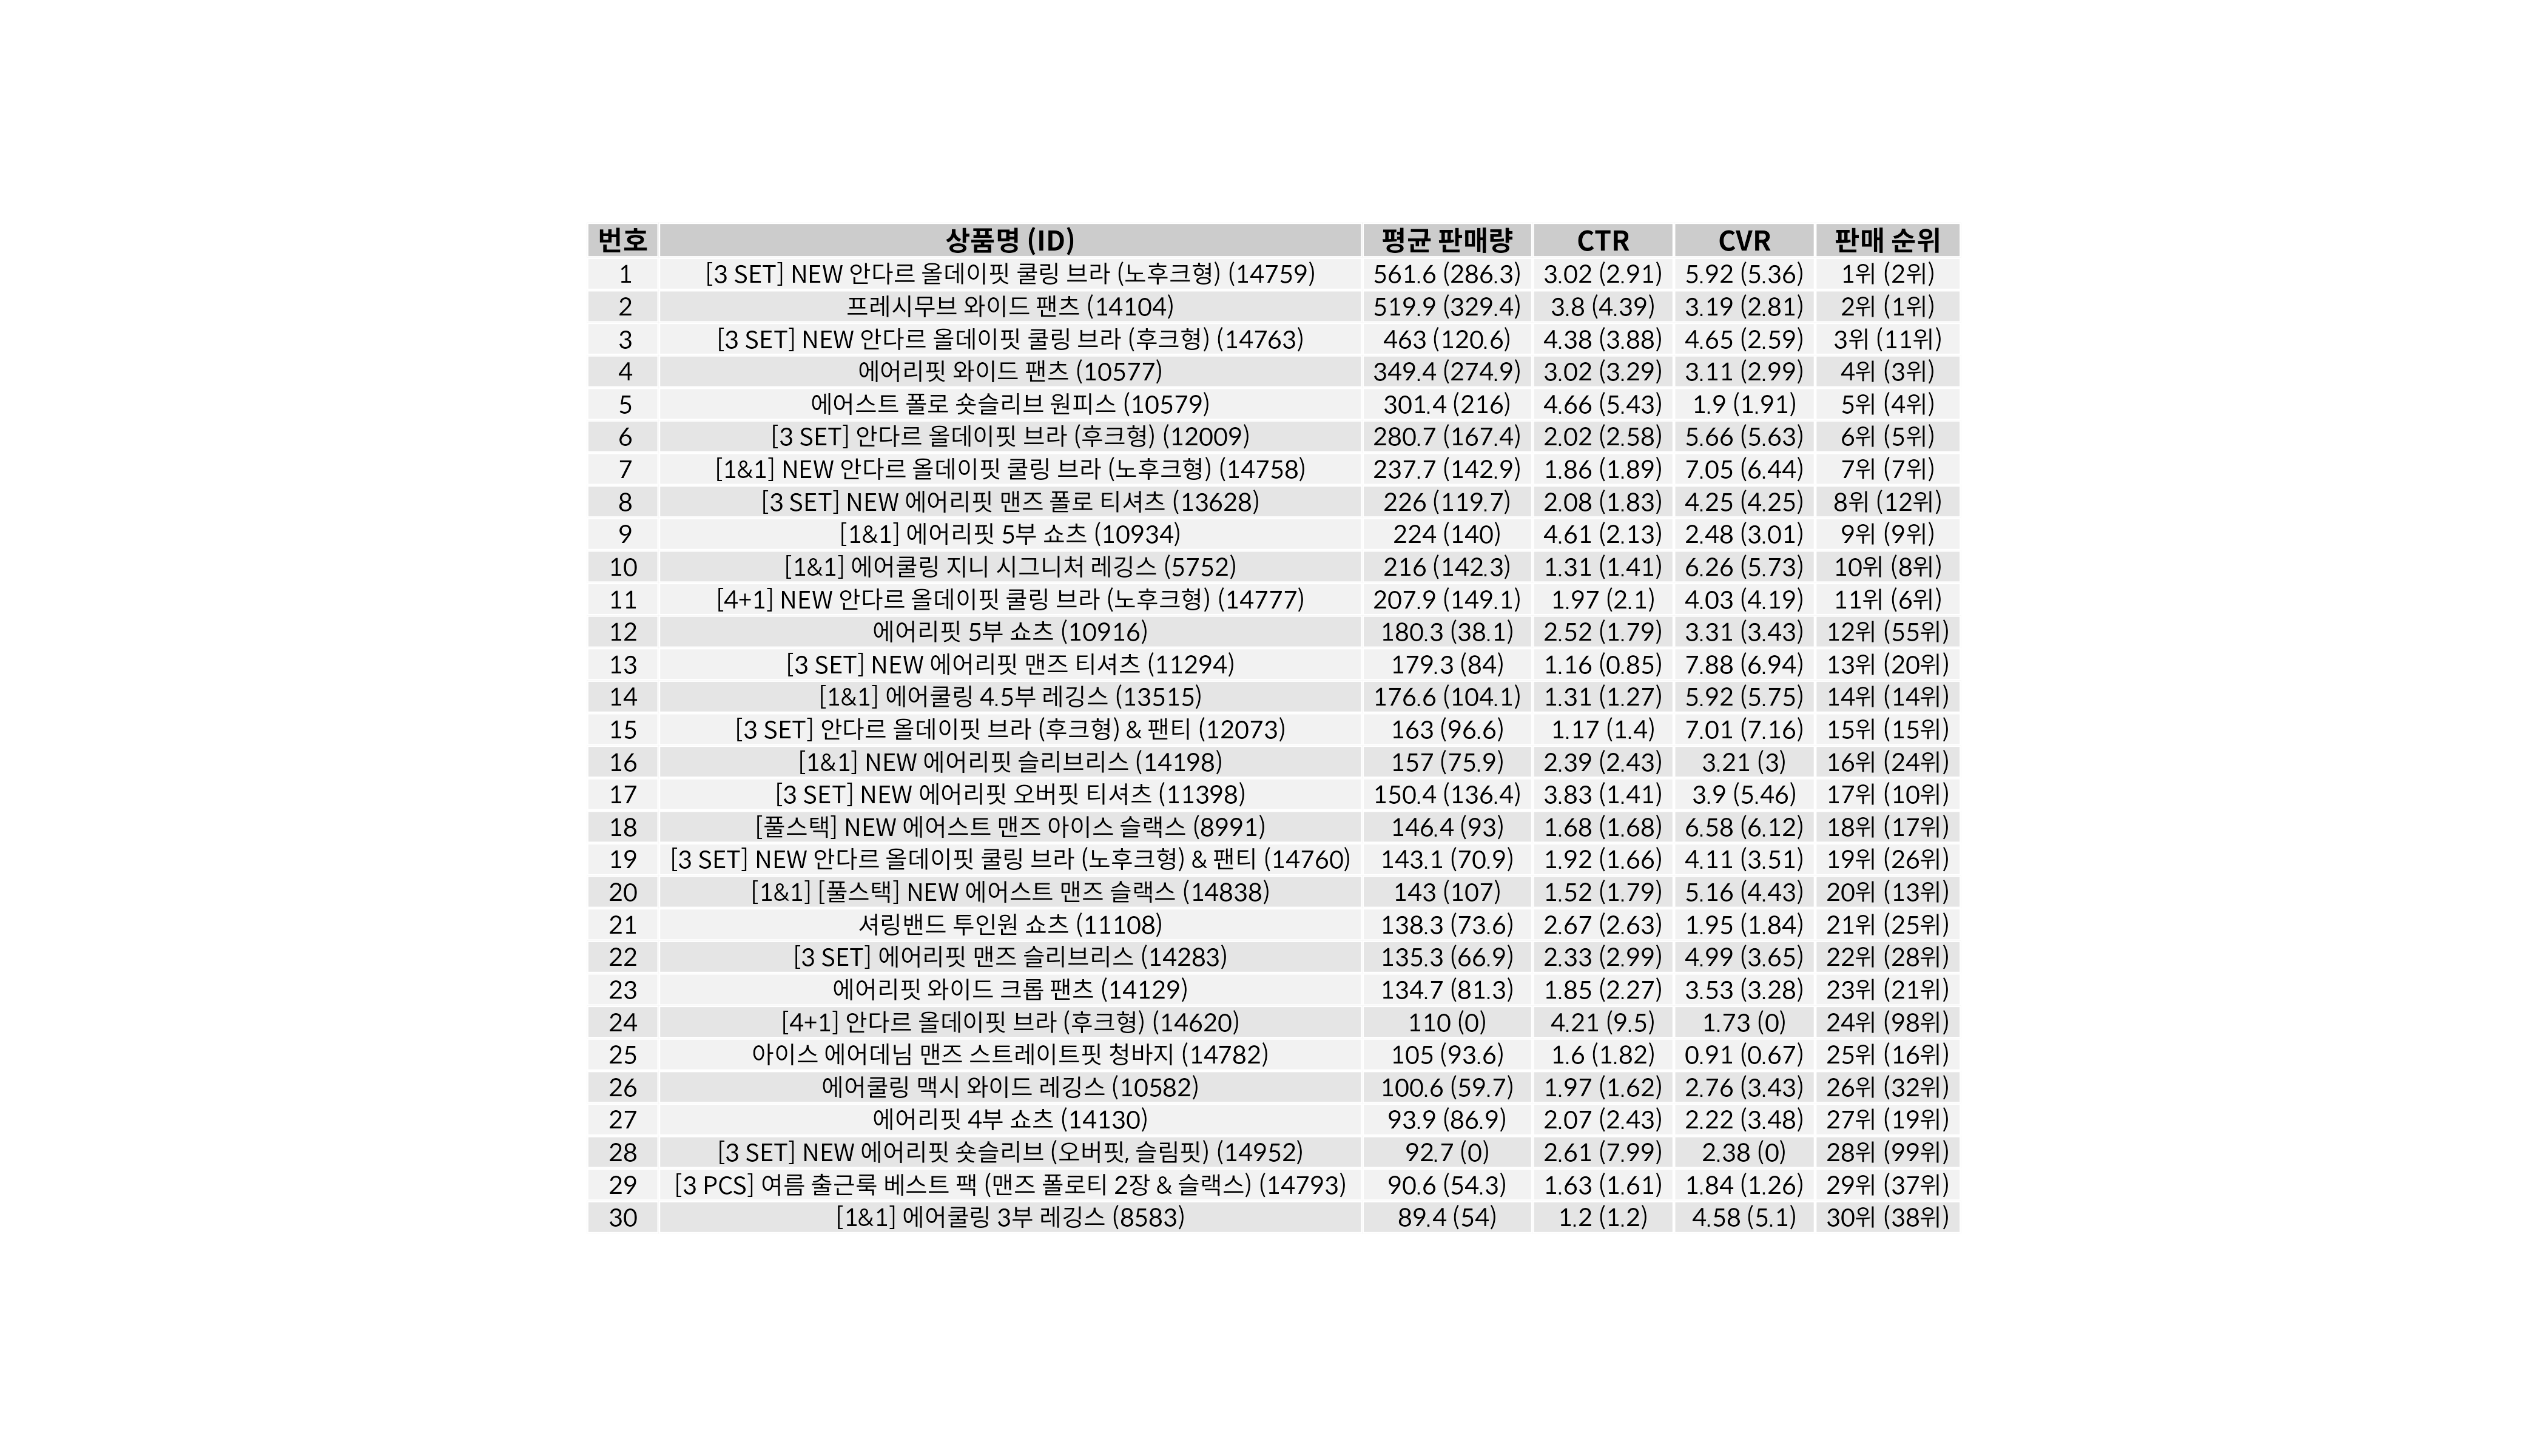 번호 상품명 (ID) 평균 판매량 CTR CVR 판매 순위
1 [3 SET] NEW 안다르 올데이핏 쿨링 브라 (노후크형) (14759) 561.6 (286.3) 3.02 (2.91) 5.92 (5.36) 1위 (2위)
2 프레시무브 와이드 팬츠 (14104) 519.9 (329.4) 3.8 (4.39) 3.19 (2.81) 2위 (1위)
3 [3 SET] NEW 안다르 올데이핏 쿨링 브라 (후크형) (14763) 463 (120.6) 4.38 (3.88) 4.65 (2.59) 3위 (11위)
4 에어리핏 와이드 팬츠 (10577) 349.4 (274.9) 3.02 (3.29) 3.11 (2.99) 4위 (3위)
5 에어스트 폴로 숏슬리브 원피스 (10579) 301.4 (216) 4.66 (5.43) 1.9 (1.91) 5위 (4위)
6 [3 SET] 안다르 올데이핏 브라 (후크형) (12009) 280.7 (167.4) 2.02 (2.58) 5.66 (5.63) 6위 (5위)
7 [1&1] NEW 안다르 올데이핏 쿨링 브라 (노후크형) (14758) 237.7 (142.9) 1.86 (1.89) 7.05 (6.44) 7위 (7위)
8 [3 SET] NEW 에어리핏 맨즈 폴로 티셔츠 (13628) 226 (119.7) 2.08 (1.83) 4.25 (4.25) 8위 (12위)
9 [1&1] 에어리핏 5부 쇼츠 (10934) 224 (140) 4.61 (2.13) 2.48 (3.01) 9위 (9위)
10 [1&1] 에어쿨링 지니 시그니처 레깅스 (5752) 216 (142.3) 1.31 (1.41) 6.26 (5.73) 10위 (8위)
11 [4+1] NEW 안다르 올데이핏 쿨링 브라 (노후크형) (14777) 207.9 (149.1) 1.97 (2.1) 4.03 (4.19) 11위 (6위)
12 에어리핏 5부 쇼츠 (10916) 180.3 (38.1) 2.52 (1.79) 3.31 (3.43) 12위 (55위)
13 [3 SET] NEW 에어리핏 맨즈 티셔츠 (11294) 179.3 (84) 1.16 (0.85) 7.88 (6.94) 13위 (20위)
14 [1&1] 에어쿨링 4.5부 레깅스 (13515) 176.6 (104.1) 1.31 (1.27) 5.92 (5.75) 14위 (14위)
15 [3 SET] 안다르 올데이핏 브라 (후크형) & 팬티 (12073) 163 (96.6) 1.17 (1.4) 7.01 (7.16) 15위 (15위)
16 [1&1] NEW 에어리핏 슬리브리스 (14198) 157 (75.9) 2.39 (2.43) 3.21 (3) 16위 (24위)
17 [3 SET] NEW 에어리핏 오버핏 티셔츠 (11398) 150.4 (136.4) 3.83 (1.41) 3.9 (5.46) 17위 (10위)
18 [풀스택] NEW 에어스트 맨즈 아이스 슬랙스 (8991) 146.4 (93) 1.68 (1.68) 6.58 (6.12) 18위 (17위)
19 [3 SET] NEW 안다르 올데이핏 쿨링 브라 (노후크형) & 팬티 (14760) 143.1 (70.9) 1.92 (1.66) 4.11 (3.51) 19위 (26위)
20 [1&1] [풀스택] NEW 에어스트 맨즈 슬랙스 (14838) 143 (107) 1.52 (1.79) 5.16 (4.43) 20위 (13위)
21 셔링밴드 투인원 쇼츠 (11108) 138.3 (73.6) 2.67 (2.63) 1.95 (1.84) 21위 (25위)
22 [3 SET] 에어리핏 맨즈 슬리브리스 (14283) 135.3 (66.9) 2.33 (2.99) 4.99 (3.65) 22위 (28위)
23 에어리핏 와이드 크롭 팬츠 (14129) 134.7 (81.3) 1.85 (2.27) 3.53 (3.28) 23위 (21위)
24 [4+1] 안다르 올데이핏 브라 (후크형) (14620) 110 (0) 4.21 (9.5) 1.73 (0) 24위 (98위)
25 아이스 에어데님 맨즈 스트레이트핏 청바지 (14782) 105 (93.6) 1.6 (1.82) 0.91 (0.67) 25위 (16위)
26 에어쿨링 맥시 와이드 레깅스 (10582) 100.6 (59.7) 1.97 (1.62) 2.76 (3.43) 26위 (32위)
27 에어리핏 4부 쇼츠 (14130) 93.9 (86.9) 2.07 (2.43) 2.22 (3.48) 27위 (19위)
28 [3 SET] NEW 에어리핏 숏슬리브 (오버핏, 슬림핏) (14952) 92.7 (0) 2.61 (7.99) 2.38 (0) 28위 (99위)
29 [3 PCS] 여름 출근룩 베스트 팩 (맨즈 폴로티 2장 & 슬랙스) (14793) 90.6 (54.3) 1.63 (1.61) 1.84 (1.26) 29위 (37위)
30 [1&1] 에어쿨링 3부 레깅스 (8583) 89.4 (54) 1.2 (1.2) 4.58 (5.1) 30위 (38위)